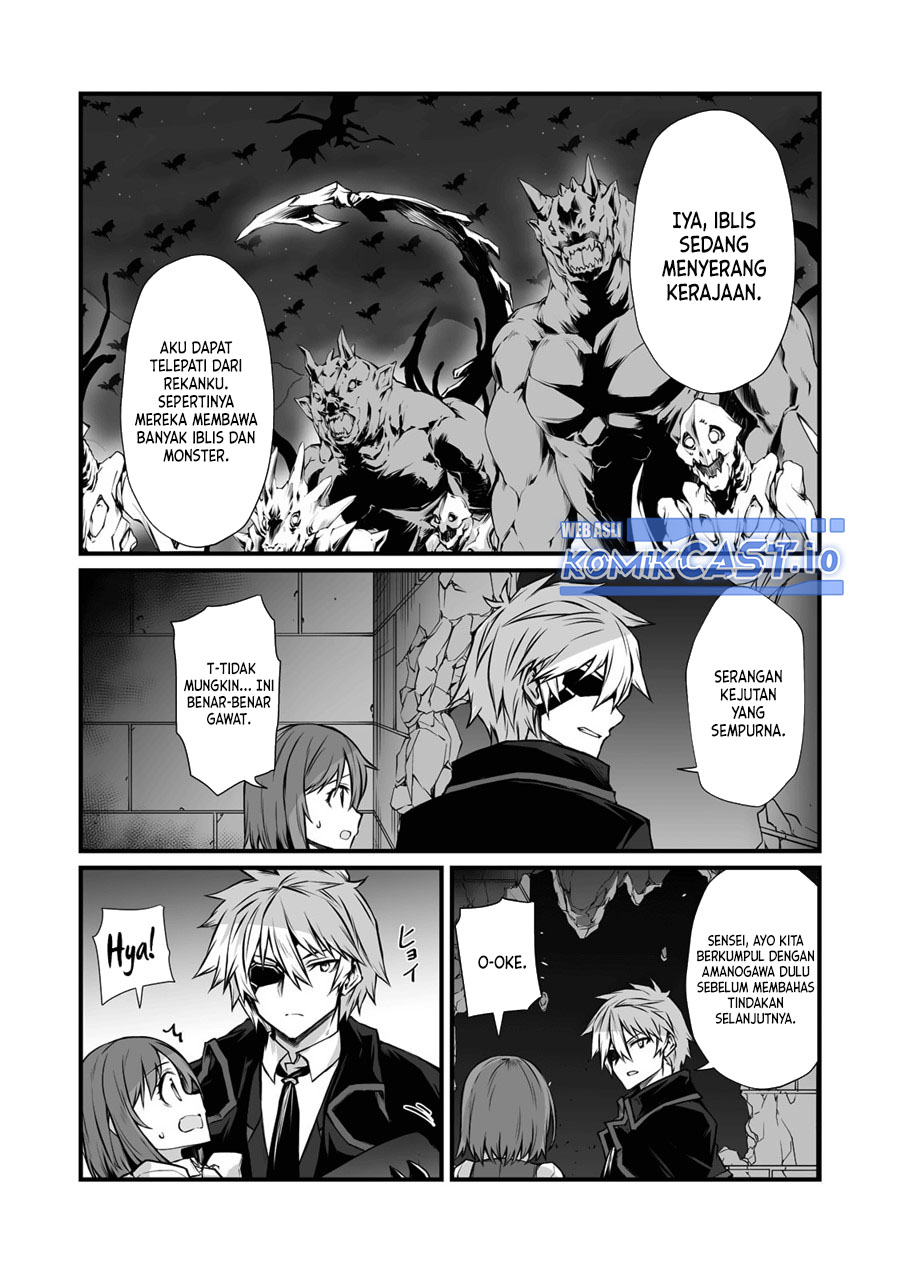 IYA, IBLIS
SEDANG
MENYERANG
KERAJAAN.
AKU DAPAT
TELEPATI DARI
REKANKU.
SEPERTINYA
MEREKA MEMBAWA
BANYAK IBLIS DAN
MONSTER.
WEB ASLI
KOMIKCAST.io
SERANGAN
KEJUTAN
YANG
SEMPURNA.
T-TIDAK
MUNGKIN... INI
BENAR-BENAR
GAWAT.
SENSEI, AYO KITA
BERKUMPUL DENGAN
AMANOGAWA DULU
SEBELUM MEMBAHAS
TINDAKAN
SELANJUTNYA.
O-OKE.
ヒョイ
Hya!